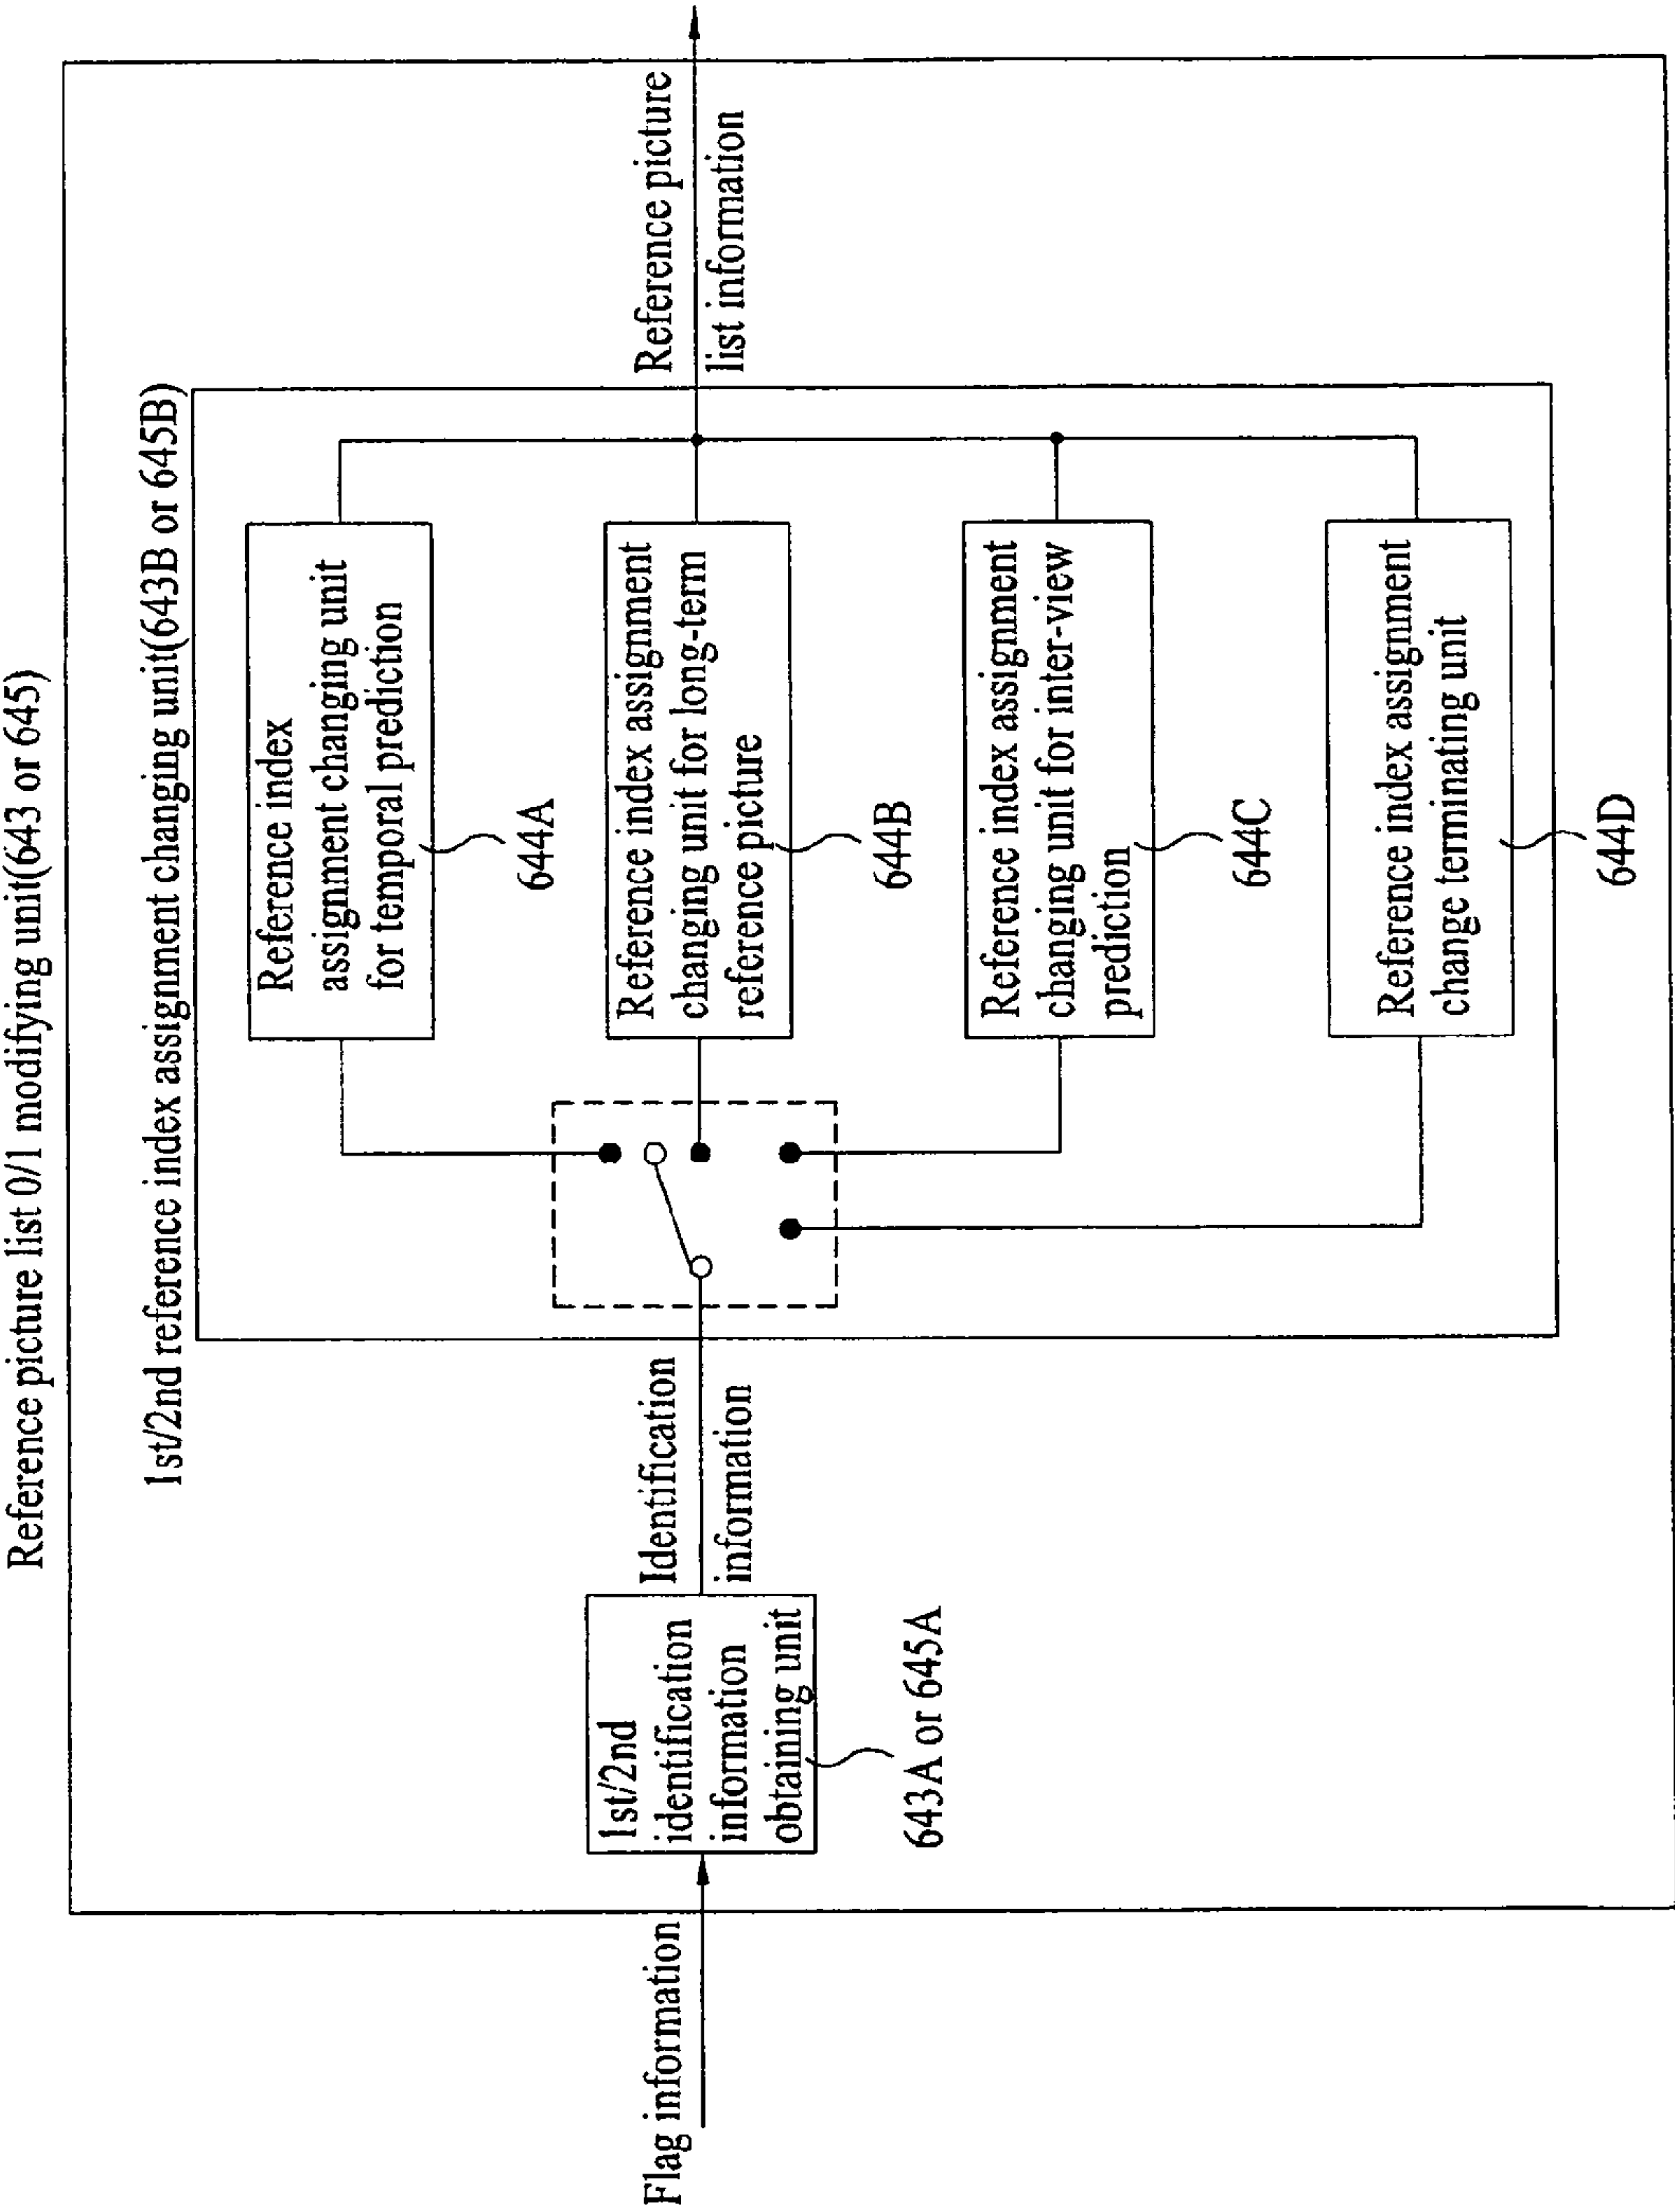 Reference picture list 0/1 modifying unit(643 or 645)
1st/2nd reference index assignment changing unit(643B or 645B)
Flag information
1st/2nd
identification
information
obtaining unit
643A or 645A
Identification
information
Reference index
assignment changing unit
for temporal prediction
644A
Reference index assignment
changing unit for long-term
reference picture
644B
Reference index assignment
changing unit for inter-view
prediction
644C
Reference index assignment
change terminating unit
644D
Reference picture
list information